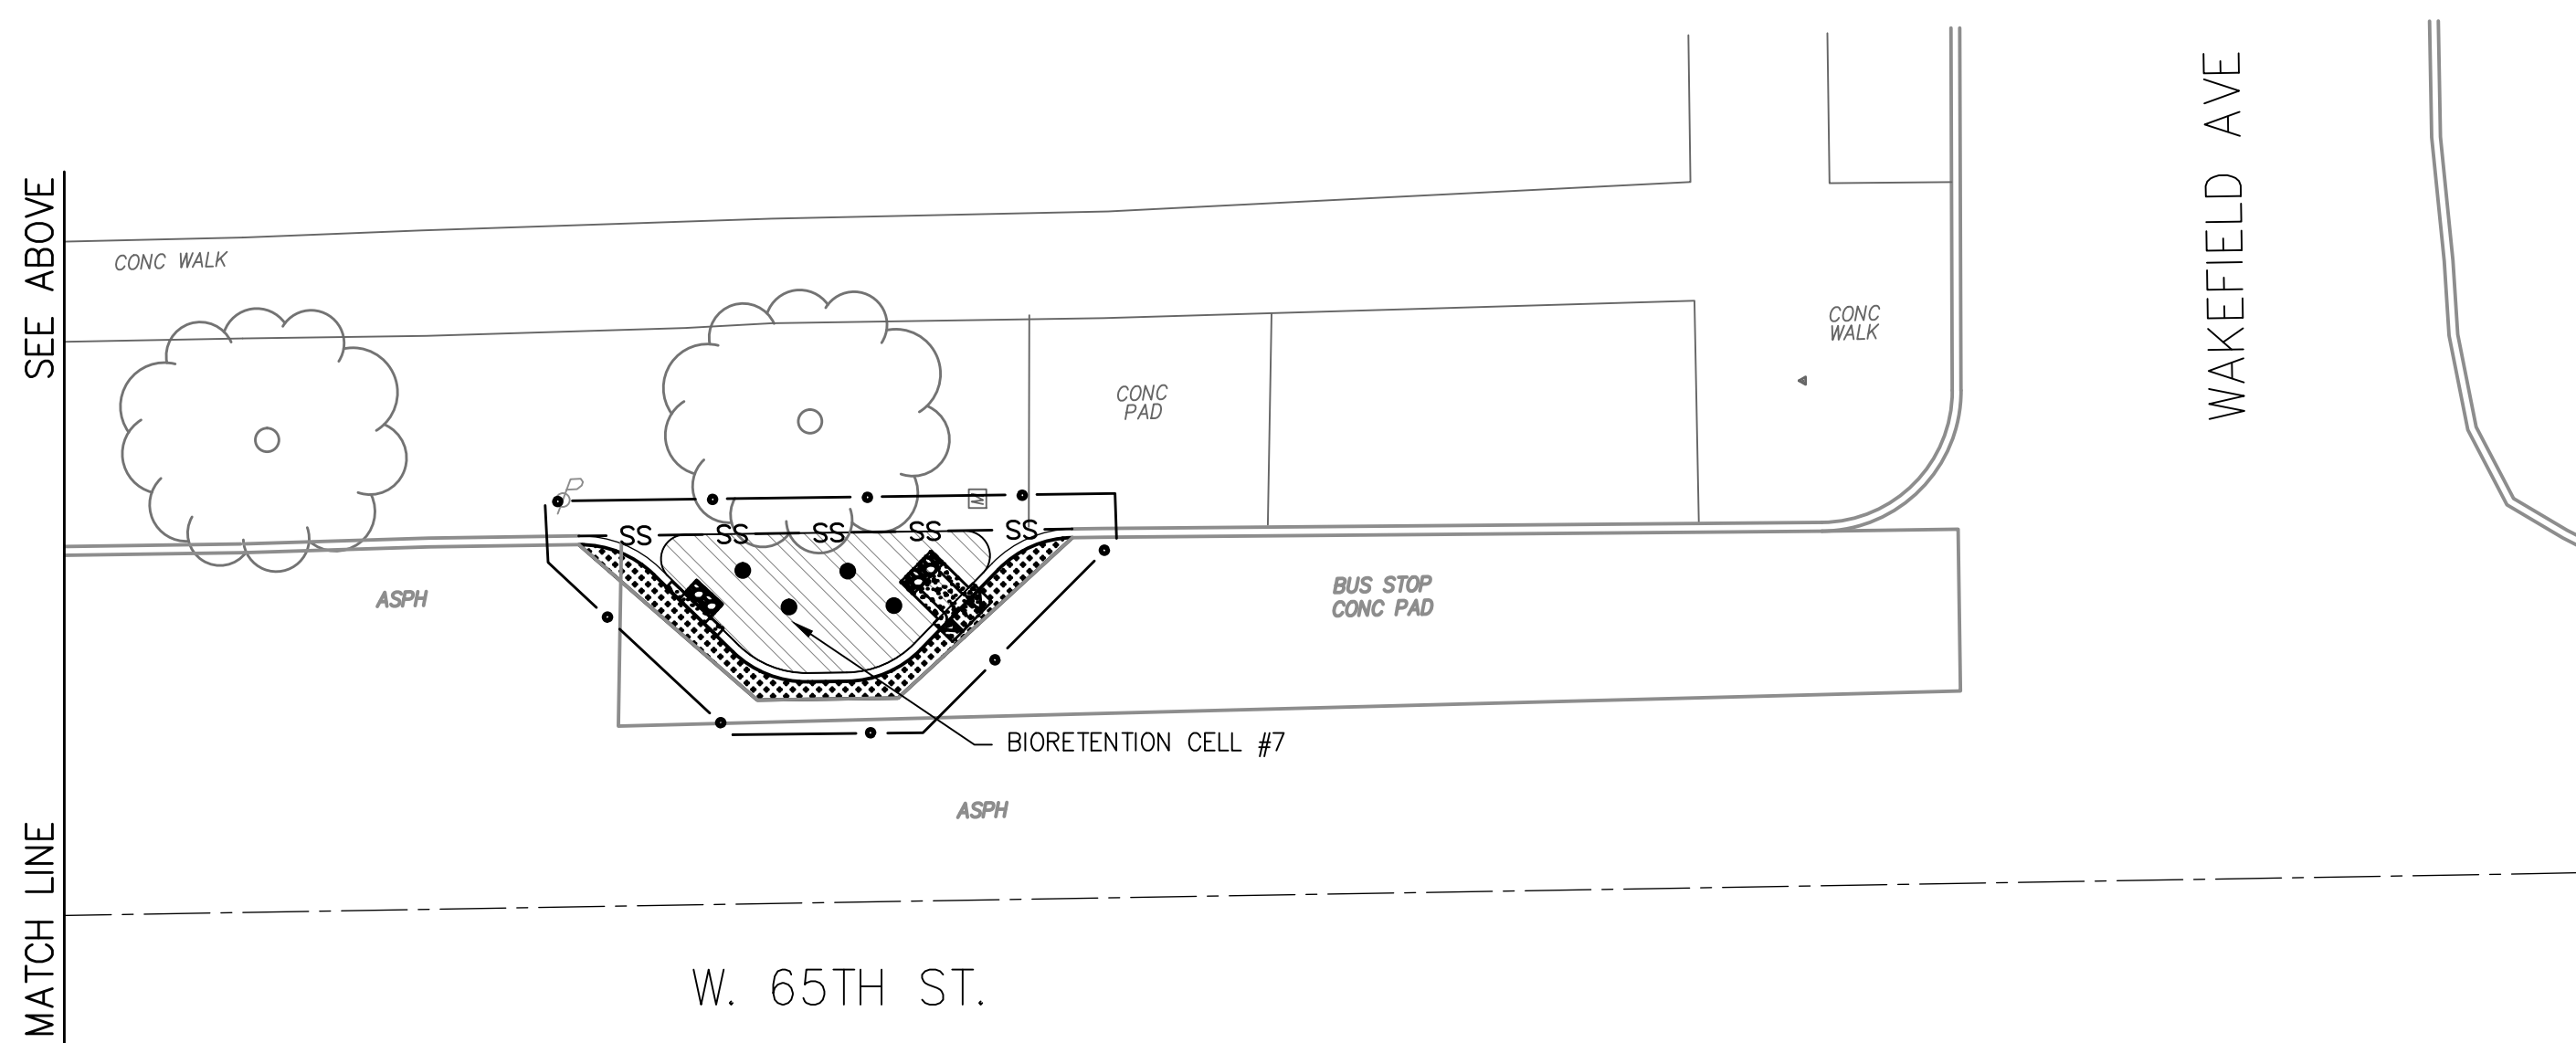 WAKEFIELD AVE
SEE ABOVE
CONC WALK
CONC
WALK
CONC
PAD
P
M
SS SS SS SS SS
ASPH
BUS STOP
CONC PAD
BIORETENTION CELL #7
ASPH
MATCH LINE
W. 65TH ST.